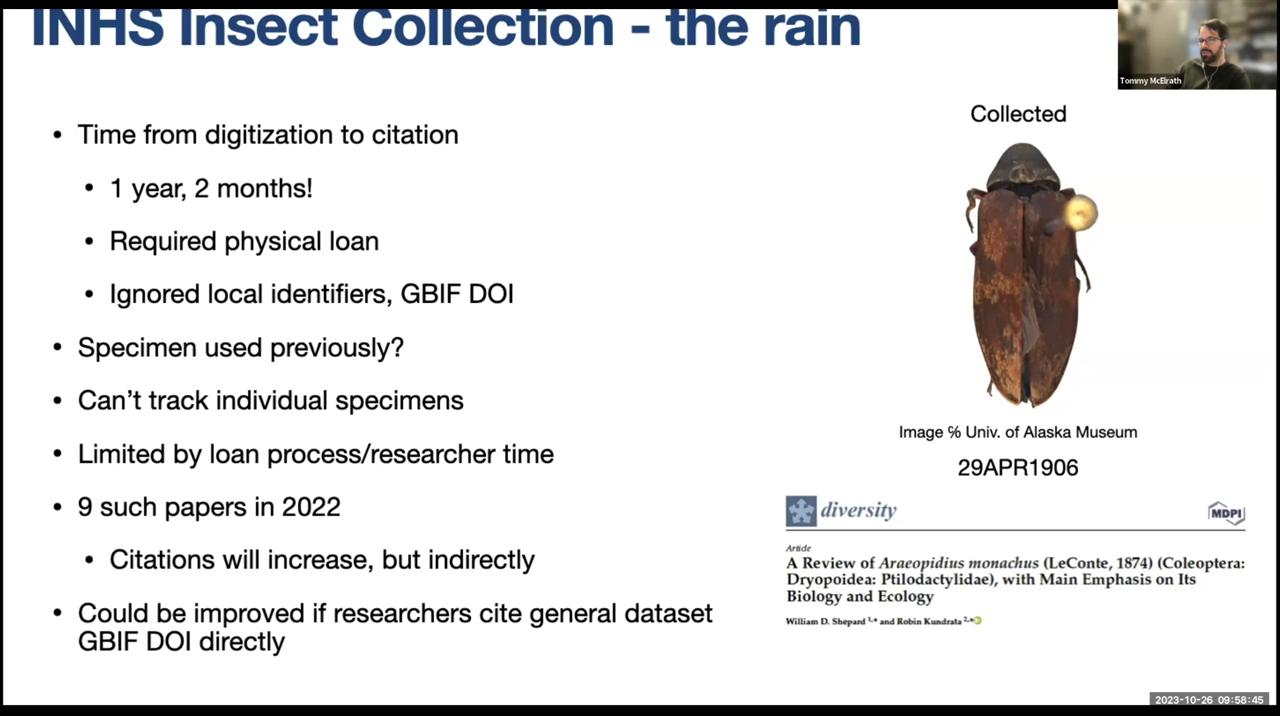 INHS Insect Collection - the rain
Tommy McElrath
• Time from digitization to citation
• 1 year, 2 months!
• Required physical loan
• Ignored local identifiers, GBIF DOI
• Specimen used previously?
• Can’t track individual specimens
• Limited by loan process/researcher time
• 9 such papers in 2022
• Citations will increase, but indirectly
• Could be improved if researchers cite general dataset
GBIF DOI directly
Collected
Image ℅ Univ. of Alaska Museum
29APR1906
diversity
MDPI
Article
A Review of Araeopidius monachus (LeConte, 1874) (Coleoptera:
Dryopoidea: Ptilodactylidae), with Main Emphasis on Its
Biology and Ecology
William D. Shepard 1,* and Robin Kundrata 2,*
2023-10-26 09:58:45